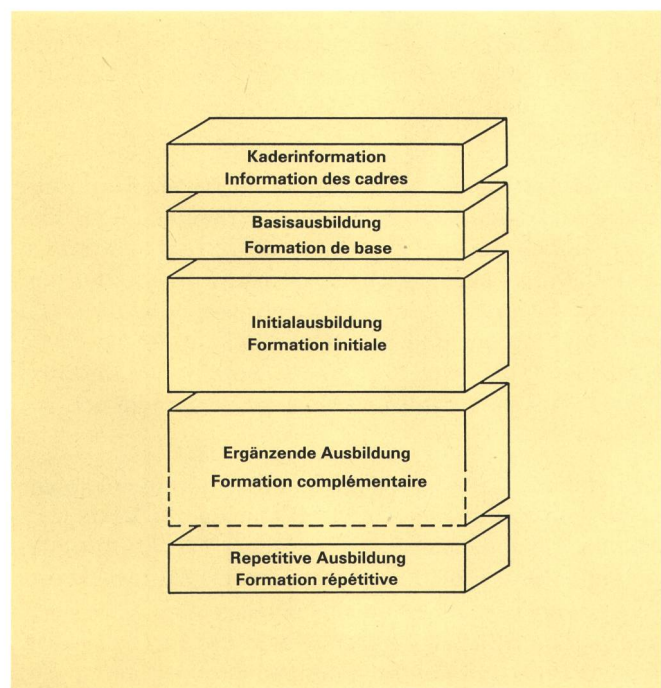 Kaderinformation
Information des cadres
Basisausbildung
Formation de base
Initialausbildung
Formation initiale
Ergänzende Ausbildung
Formation complémentaire
Repetitive Ausbildung
Formation répétitive